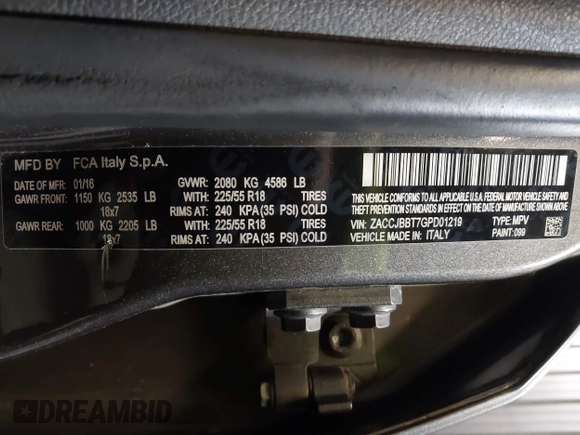 MFD BY FCA Italy S.p.A.
DATE OF MFR: 01/16 GVWR: 2080 KG 4586 LB
GAWR FRONT: 1150 KG 2535 LB WITH: 225/55 R18 TIRES
18x7 RIMS AT: 240 KPA (35 PSI) COLD
GAWR REAR: 1000 KG 2205 LB WITH: 225/55 R18 TIRES
18x7 RIMS AT: 240 KPA (35 PSI) COLD
THIS VEHICLE CONFORMS TO ALL APPLICABLE U.S.A. FEDERAL MOTOR VEHICLE
SAFETY, BUMPER, AND THEFT PREVENTION STANDARDS IN EFFECT ON THE DATE OF MANUFACTURE SHOWN ABOVE
VIN: ZACCJBBT7GPD01219 TYPE: MPV
VEHICLE MADE IN: ITALY PAINT: 099
DREAMBID